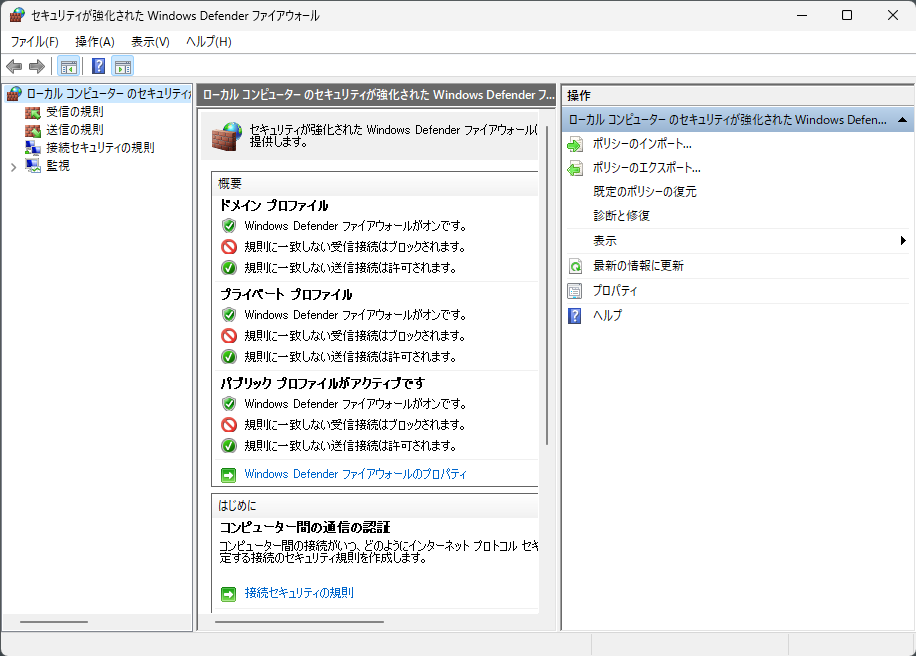 セキュリティが強化された Windows Defender ファイアウォール
ファイル(F) 操作(A) 表示(V) ヘルプ(H)
ローカル コンピューター のセキュリティが
受信の規則
送信の規則
接続セキュリティの規則
監視
ローカル コンピューター のセキュリティが強化された Windows Defender フ...
セキュリティが強化された Windows Defender ファイアウォール(
提供します。
概要
ドメイン プロファイル
Windows Defender ファイアウォールがオンです。
規則に一致しない受信接続はブロックされます。
規則に一致しない送信接続は許可されます。
プライベート プロファイル
Windows Defender ファイアウォールがオンです。
規則に一致しない受信接続はブロックされます。
規則に一致しない送信接続は許可されます。
パブリック プロファイルがアクティブです
Windows Defender ファイアウォールがオンです。
規則に一致しない受信接続はブロックされます。
規則に一致しない送信接続は許可されます。
Windows Defender ファイアウォールのプロパティ
はじめに
コンピューター間の通信の認証
コンピューター間の接続がいつ、どのようにインターネット プロトコル セキ
定する接続のセキュリティ規則を作成します。
接続セキュリティの規則
操作
ローカル コンピューター のセキュリティが強化された Windows Defen...
ポリシーのインポート...
ポリシーのエクスポート...
既定のポリシーの復元
診断と修復
表示
最新の情報に更新
プロパティ
ヘルプ